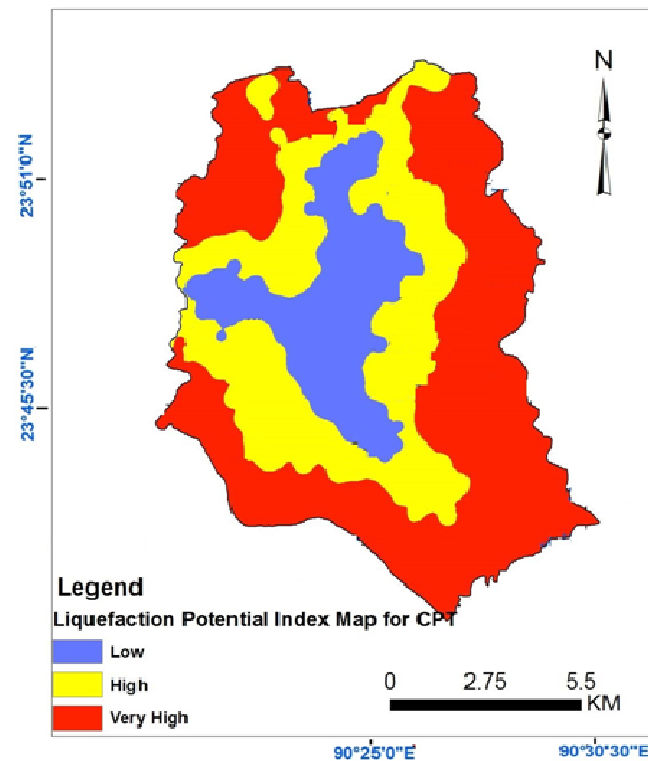 N
23°51'0"N
23°45'30"N
Legend
Liquefaction Potential Index Map for CPT
Low
High
Very High
0 2.75 5.5
KM
90°25'0"E
90°30'30"E